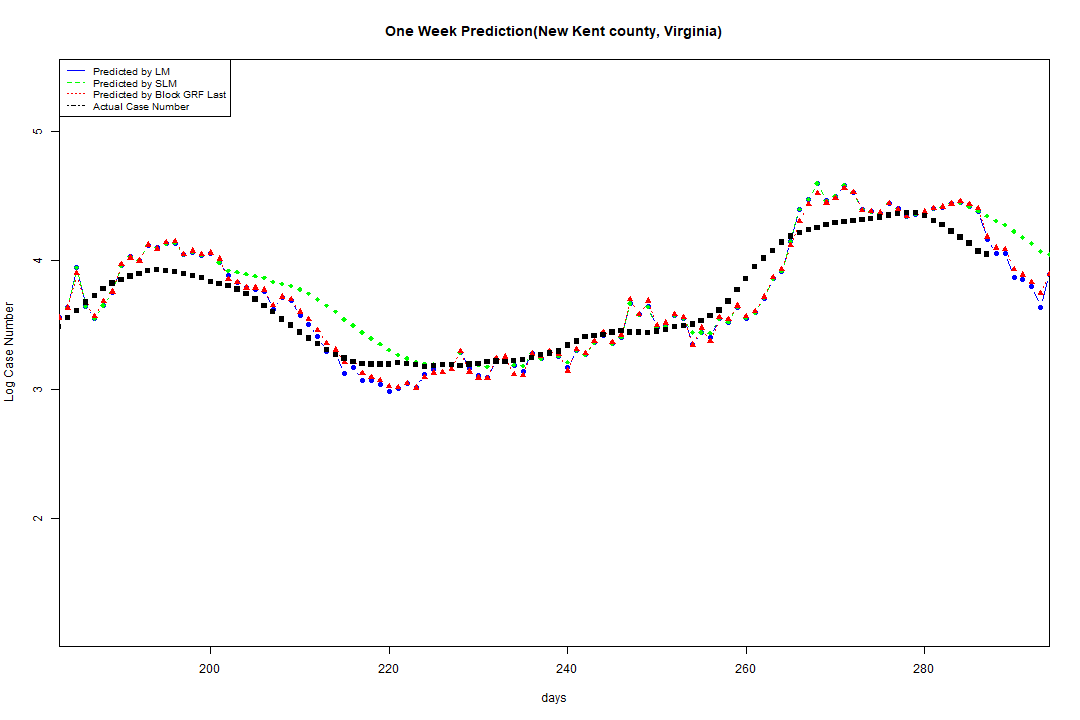 One Week Prediction(New Kent county, Virginia)
Predicted by LM
Predicted by SLM
Predicted by Block GRF Last
Actual Case Number
5
4
3
2
Log Case Number
200 220 240 260 280
days